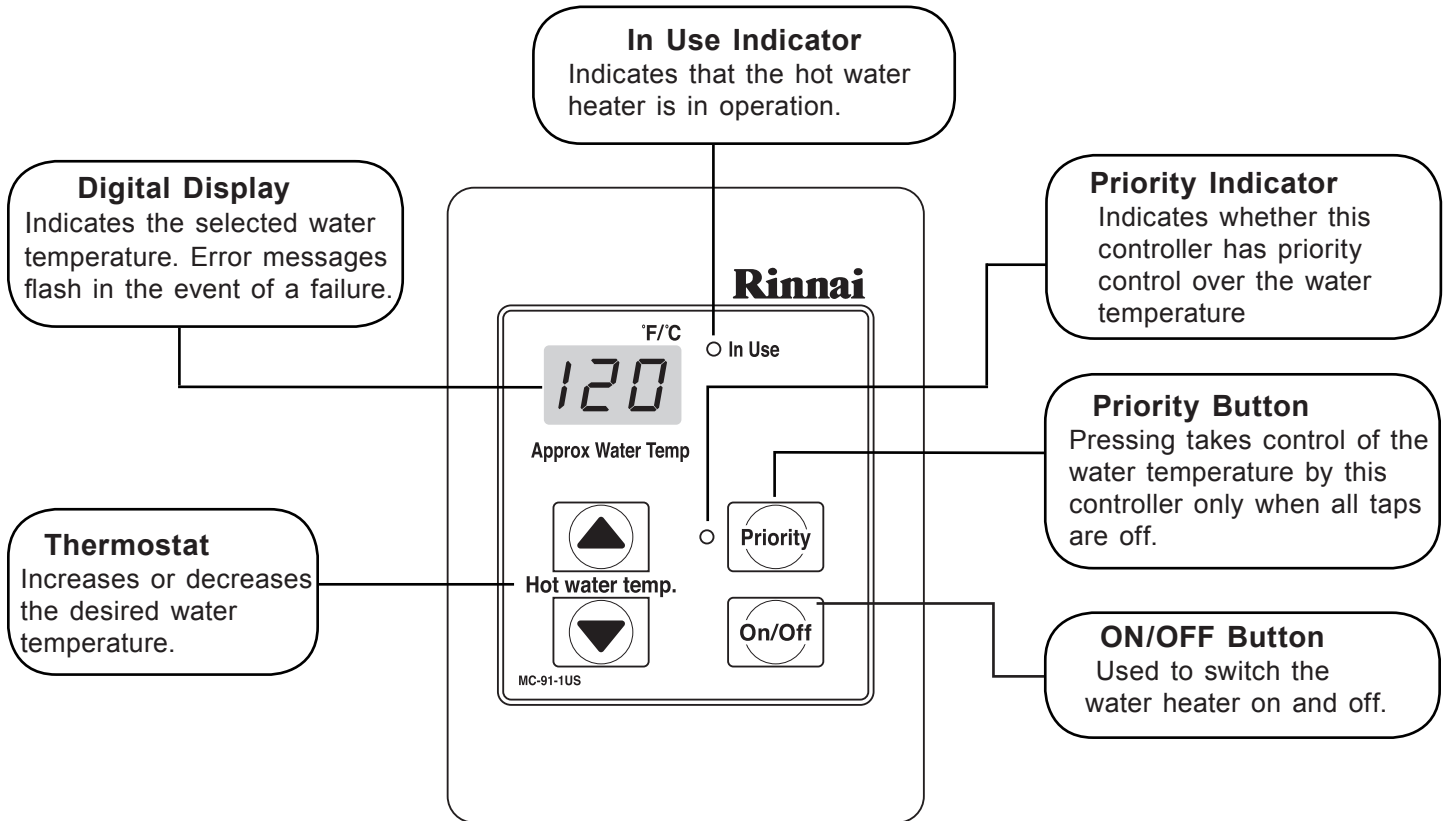 In Use Indicator
Indicates that the hot water
heater is in operation.
Digital Display
Indicates the selected water
temperature. Error messages
flash in the event of a failure.
Priority Indicator
Indicates whether this
controller has priority
control over the water
temperature
Rinnai
°F/°C
In Use
120
Approx Water Temp
Priority Button
Pressing takes control of the
water temperature by this
controller only when all taps
are off.
Thermostat
Increases or decreases
the desired water
temperature.
Priority
Hot water temp.
On/Off
MC-91-1US
ON/OFF Button
Used to switch the
water heater on and off.